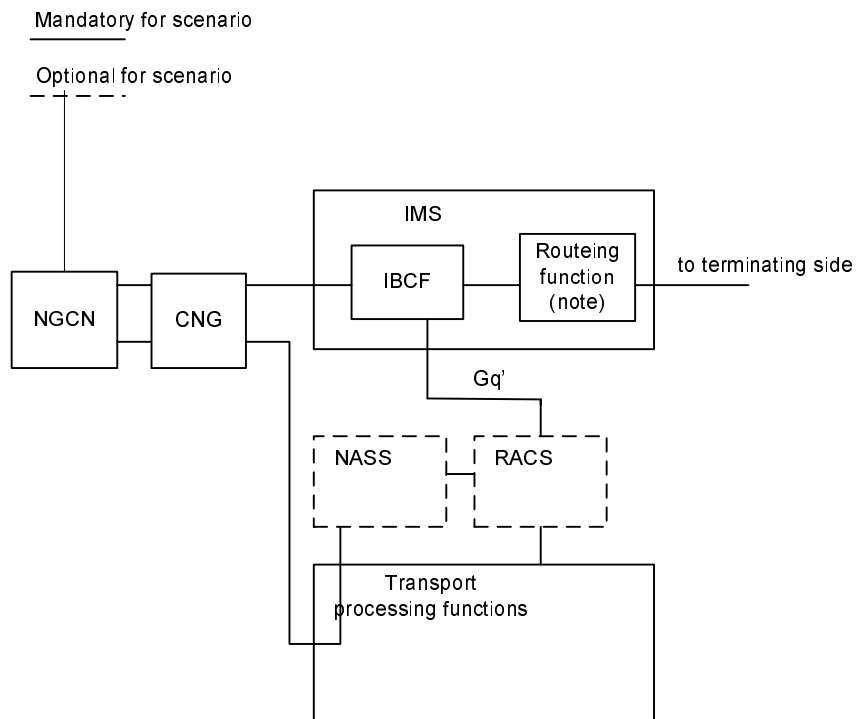 Mandatory for scenario
Optional for scenario
IMS
IBCF
Routeing
function
(note)
to terminating side
NGCN
CNG
Gq'
NASS
RACS
Transport
processing functions